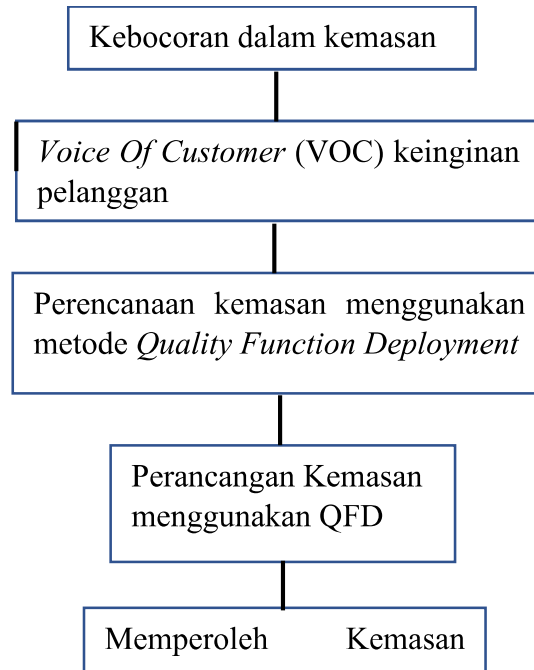 Kebocoran dalam kemasan
Voice Of Customer (VOC) keinginan
pelanggan
Perencanaan kemasan menggunakan
metode Quality Function Deployment
Perancangan Kemasan
menggunakan QFD
Memperoleh Kemasan